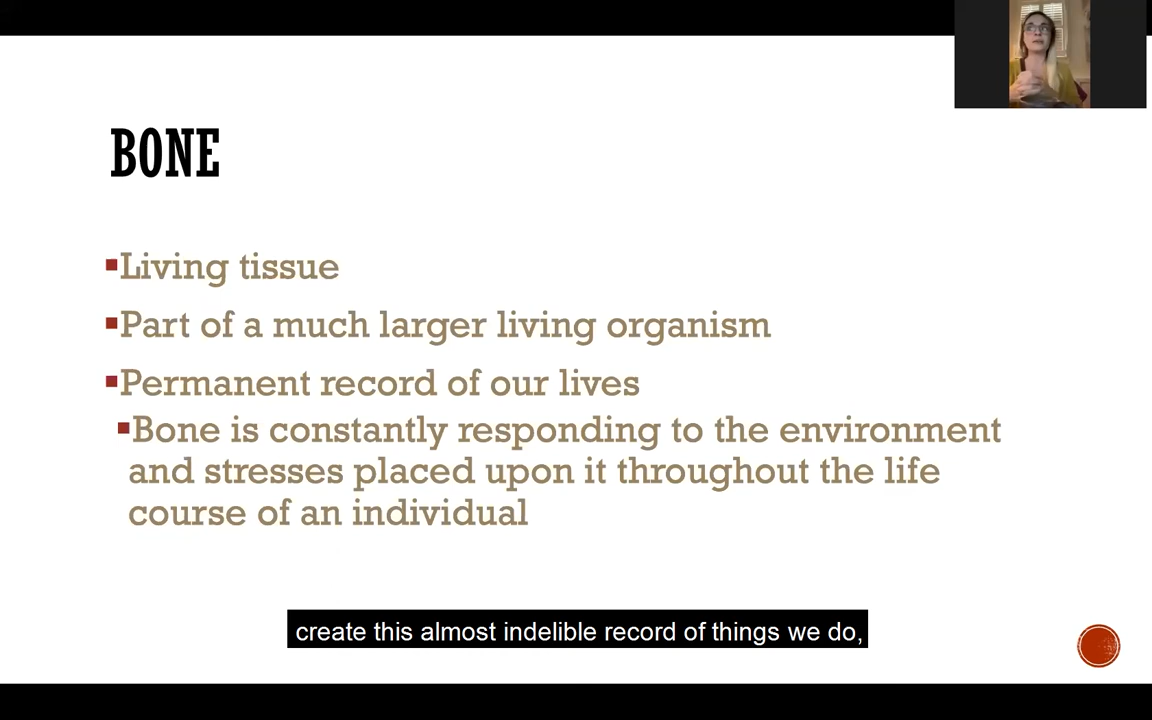 BONE
▪Living tissue
▪Part of a much larger living organism
▪Permanent record of our lives
▪Bone is constantly responding to the environment
and stresses placed upon it throughout the life
course of an individual
create this almost indelible record of things we do,